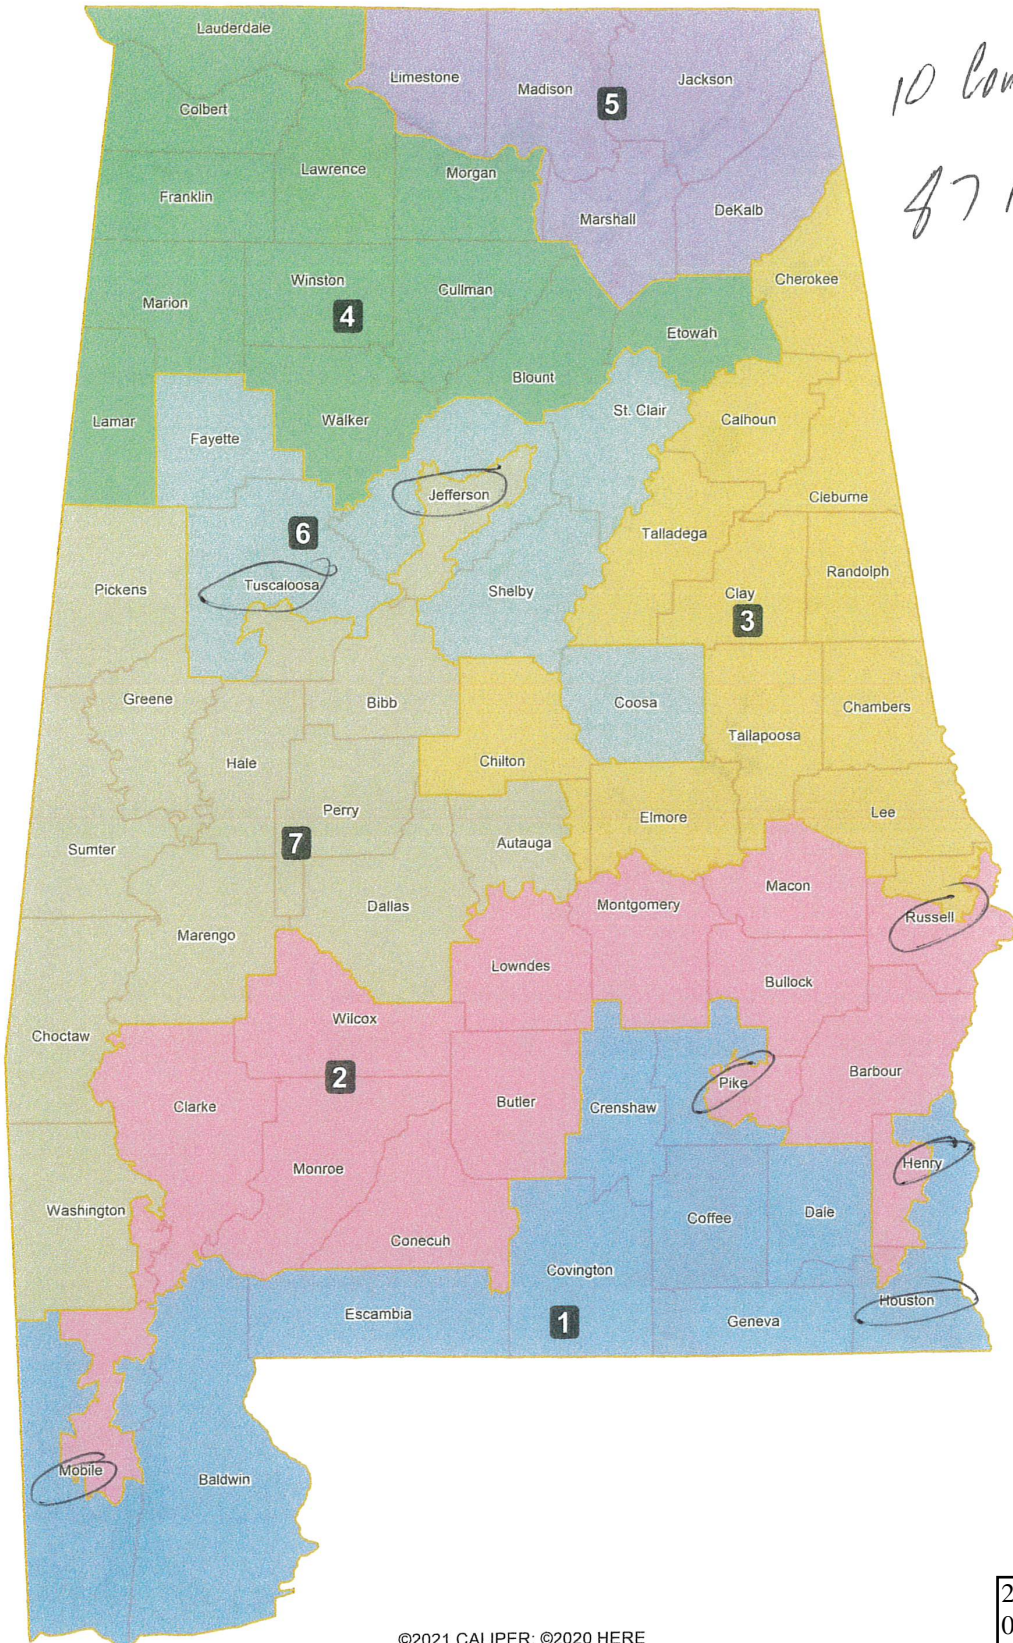 Lauderdale
Limestone
Madison
Jackson
5
10
Colbert
Lawrence
Morgan
Franklin
Marshall
DeKalb
87
Winston
Cullman
Cherokee
Marion
4
Etowah
Blount
Lamar
Fayette
Walker
St. Clair
Calhoun
Jefferson
Cleburne
6
Talladega
Pickens
Tuscaloosa
Shelby
Clay
Randolph
3
Greene
Bibb
Coosa
Chambers
Hale
Chilton
Tallapoosa
Perry
Elmore
Lee
Sumter
7
Autauga
Macon
Dallas
Montgomery
Russell
Marengo
Lowndes
Bullock
Choctaw
Wilcox
2
Pike
Barbour
Clarke
Butler
Crenshaw
Monroe
Henry
Washington
Conecuh
Coffee
Dale
Covington
Escambia
1
Geneva
Houston
Mobile
Baldwin
2
0
©2021 CALIPER; ©2020 HERE